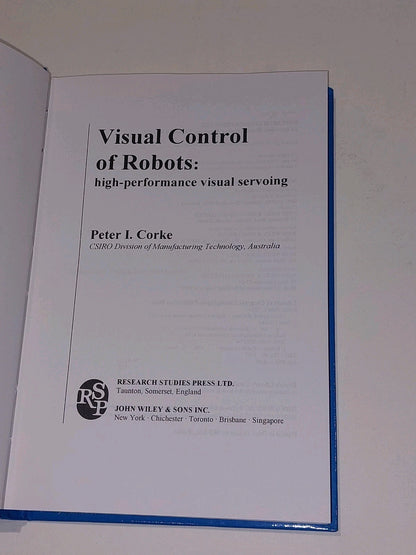 Visual Control
of Robots:
high-performance visual servoing
Peter I. Corke
CSIRO Division of Manufacturing Technology, Australia
RSP
RESEARCH STUDIES PRESS LTD.
Taunton, Somerset, England
JOHN WILEY & SONS INC.
New York · Chichester · Toronto · Brisbane · Singapore